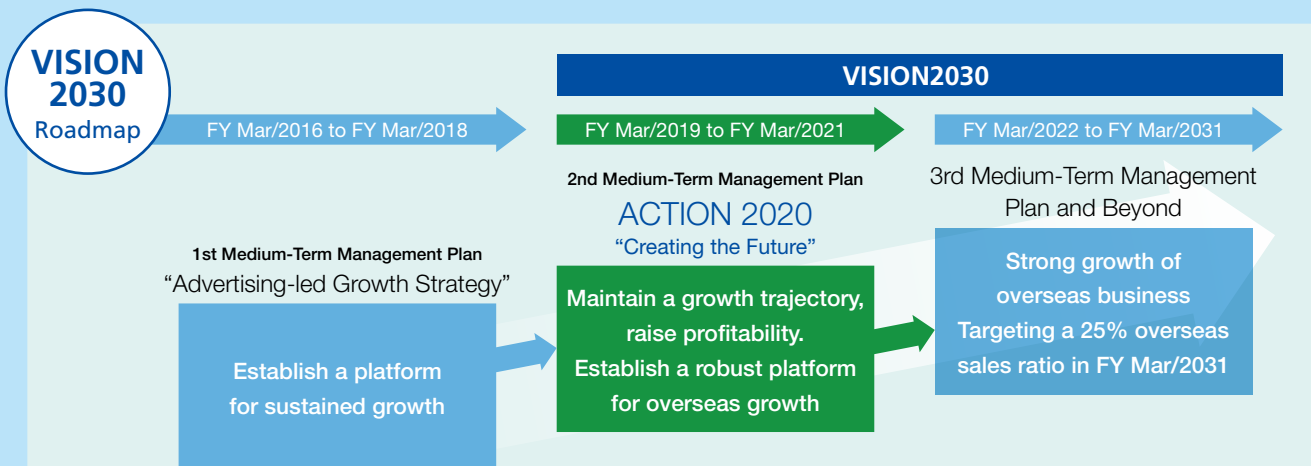 VISION
2030
Roadmap
VISION2030
FY Mar/2016 to FY Mar/2018
FY Mar/2019 to FY Mar/2021
FY Mar/2022 to FY Mar/2031
1st Medium-Term Management Plan
“Advertising-led Growth Strategy”
Establish a platform
for sustained growth
2nd Medium-Term Management Plan
ACTION 2020
“Creating the Future”
Maintain a growth trajectory,
raise profitability.
Establish a robust platform
for overseas growth
3rd Medium-Term Management
Plan and Beyond
Strong growth of
overseas business
Targeting a 25% overseas
sales ratio in FY Mar/2031